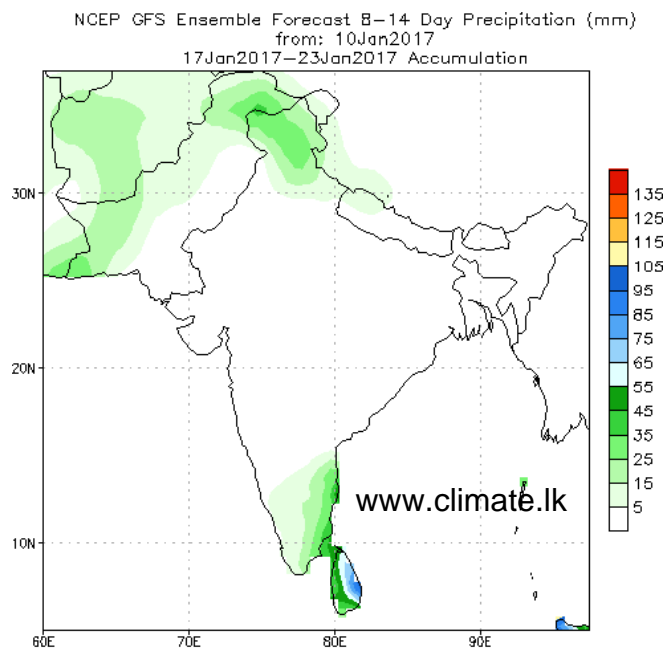 NCEP GFS Ensemble Forecast 8-14 Day Precipitation (mm)
from: 10Jan2017
17Jan2017-23Jan2017 Accumulation
30N
20N
10N
60E
70E
80E
90E
www.climate.lk
135
125
115
105
95
85
75
65
55
45
35
25
15
5